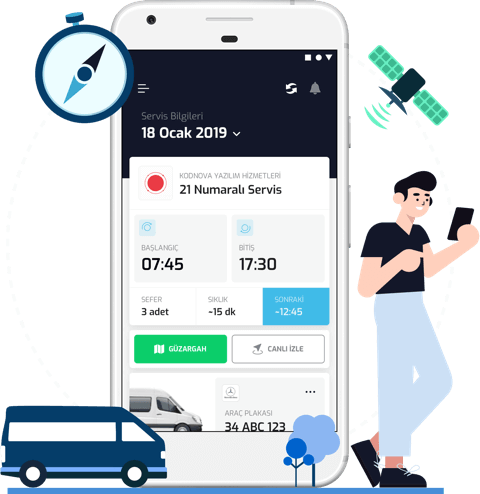 Servis Bilgileri
18 Ocak 2019
KODNOVA YAZILIM HİZMETLERİ
21 Numaralı Servis
BAŞLANGIÇ
BİTİŞ
07:45
17:30
SEFER
SIKLIK
SONRAKİ
3 adet
~15 dk
~12:45
GÜZARGAH
CANLI İZLE
ARAÇ PLAKASI
34 ABC 123